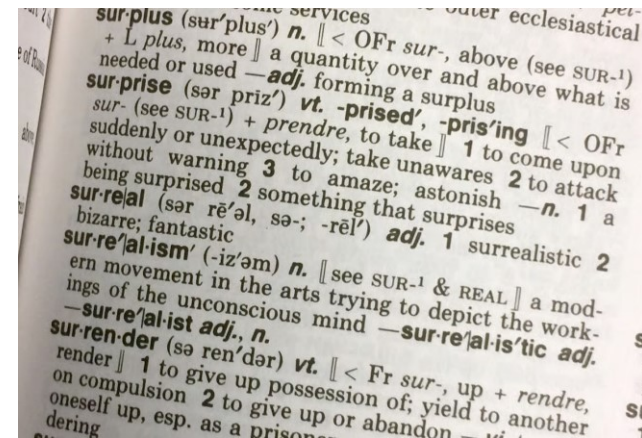 services
outer ecclesiastical
sur·plus (sʉr′plus′) n. ⟦< OFr sur-, above (see SUR-¹)
+ L plus, more⟧ a quantity over and above what is
needed or used —adj. forming a surplus
sur·prise (sər prīz′) vt. -prised′, -pris′ing ⟦< OFr
sur- (see SUR-¹) + prendre, to take⟧ 1 to come upon
suddenly or unexpectedly; take unawares 2 to attack
without warning 3 to amaze; astonish —n. 1 a
being surprised 2 something that surprises
sur·re|al (sər rē′əl, sə-; -rēl′) adj. 1 surrealistic 2
bizarre; fantastic
sur·re′|al·ism′ (-iz′əm) n. ⟦see SUR-¹ & REAL⟧ a mod-
ern movement in the arts trying to depict the work-
ings of the unconscious mind —sur·re′|al·is′tic adj.
—sur·re′|al·ist adj., n.
sur·ren·der (sə ren′dər) vt. ⟦< Fr sur-, up + rendre,
render⟧ 1 to give up possession of; yield to another
on compulsion 2 to give up or abandon
oneself up, esp. as a
dering